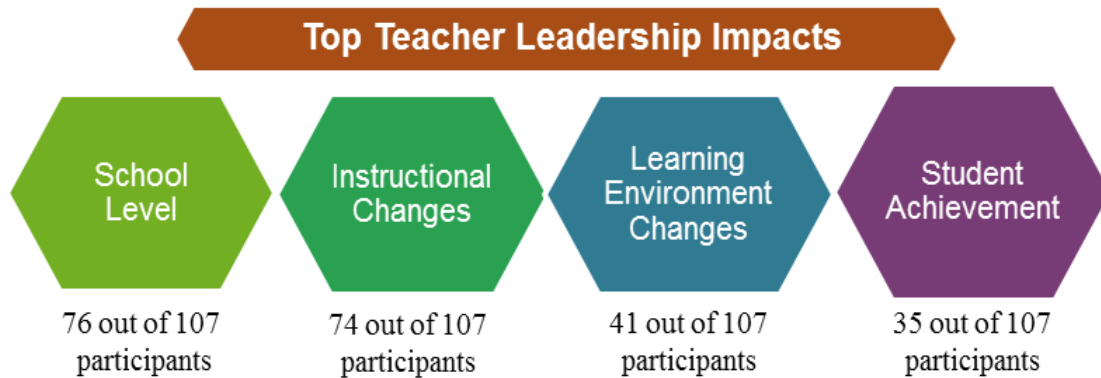 Top Teacher Leadership Impacts
School
Level
Instructional
Changes
Learning
Environment
Changes
Student
Achievement
76 out of 107
participants
74 out of 107
participants
41 out of 107
participants
35 out of 107
participants